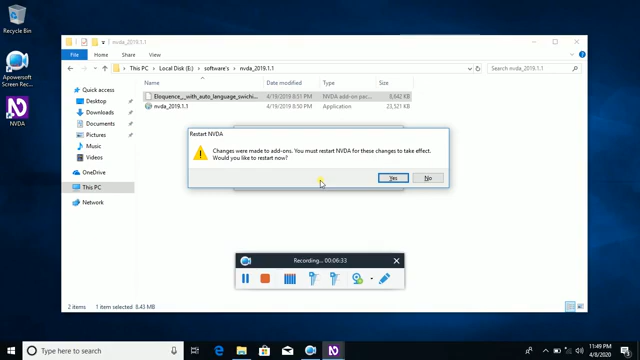 Recycle Bin
Apowersoft
Screen Rec...
NVDA
nvda_2019.1.1
File
Home
Share
View
This PC
Local Disk (E:)
software's
nvda_2019.1.1
Search nvda_2019.1.1
Name
Date modified
Type
Size
Quick access
Desktop
Downloads
Documents
Pictures
Music
Videos
OneDrive
This PC
Network
Eloquence__with_auto_language_swichi...
4/19/2019 8:51 PM
NVDA add-on pac...
8,642 KB
nvda_2019.1.1
4/19/2019 8:50 PM
Application
23,521 KB
Restart NVDA
Changes were made to add-ons. You must restart NVDA for these changes to take effect.
Would you like to restart now?
Yes
No
Recording... 00:06:33
2 items
1 item selected 8.43 MB
Type here to search
11:49 PM
4/8/2020